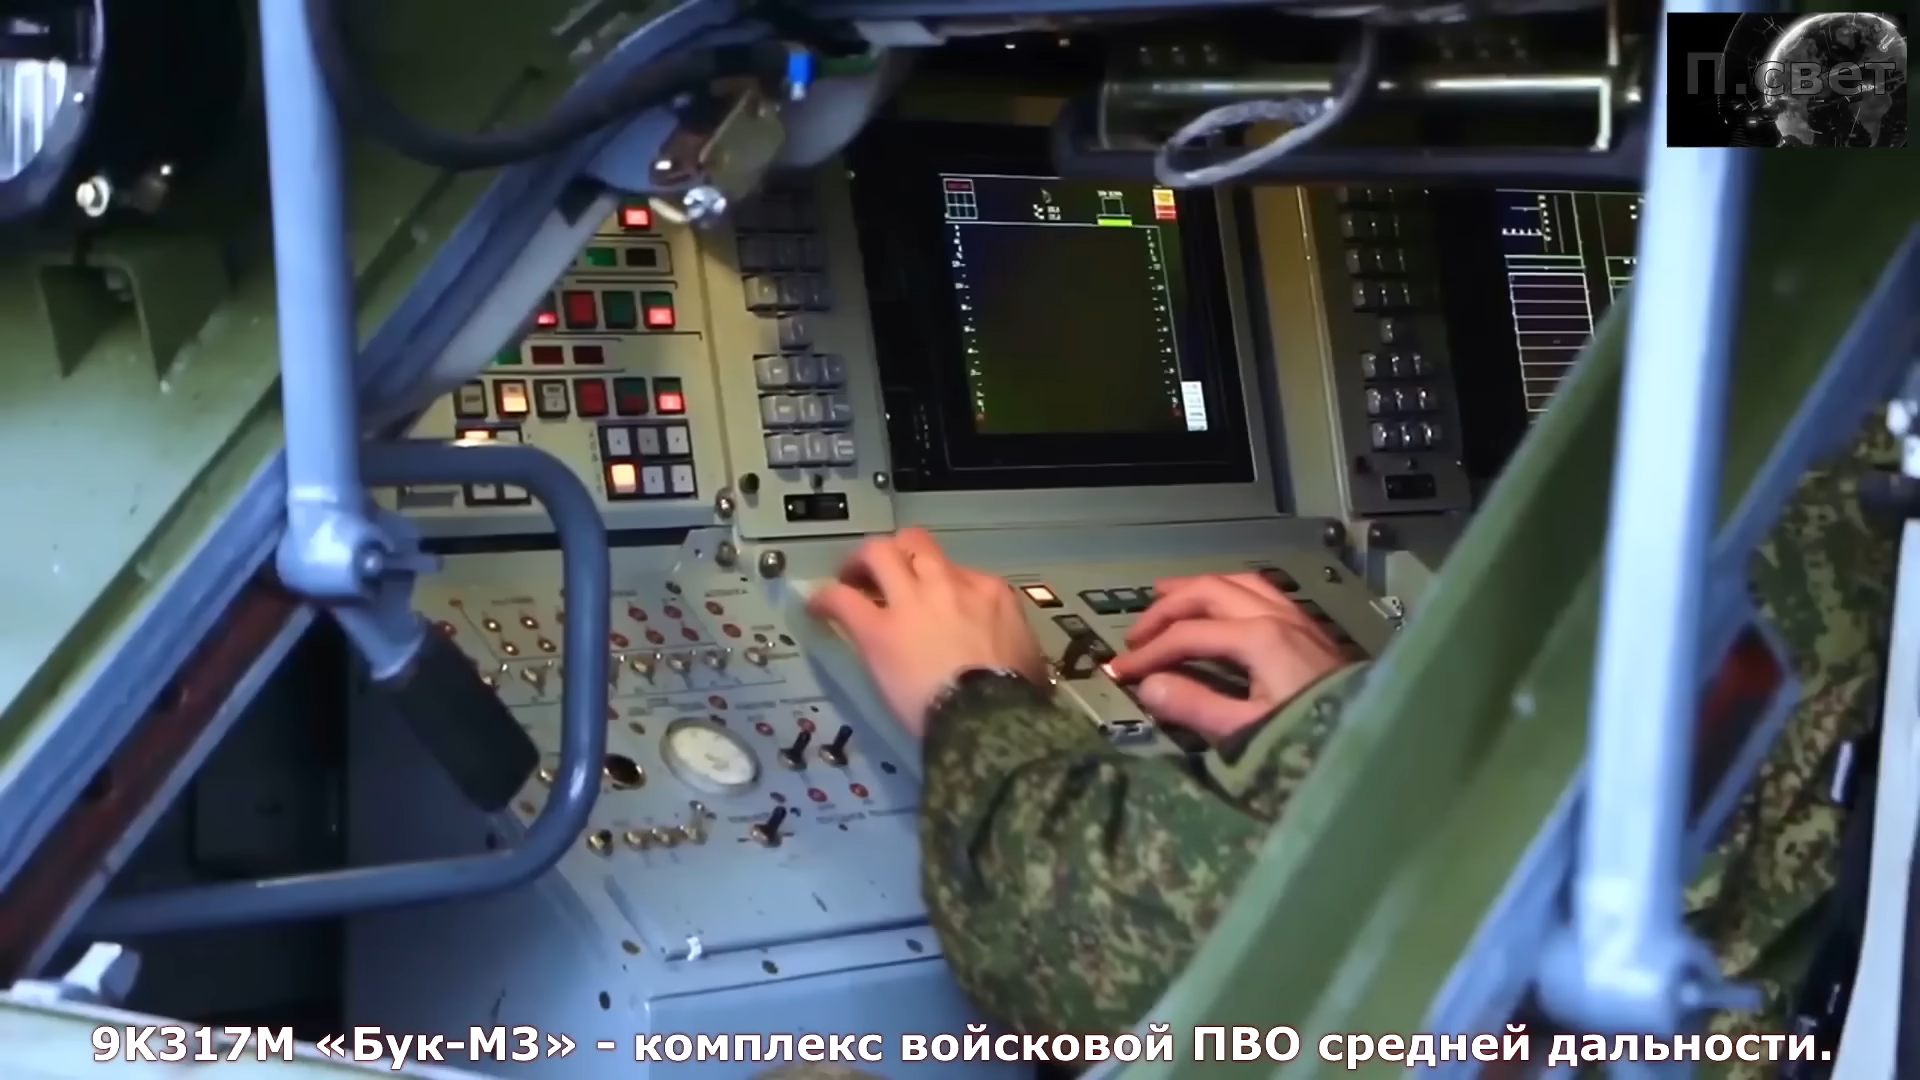 П.свет
9К317М «Бук-М3» - комплекс войсковой ПВО средней дальности.